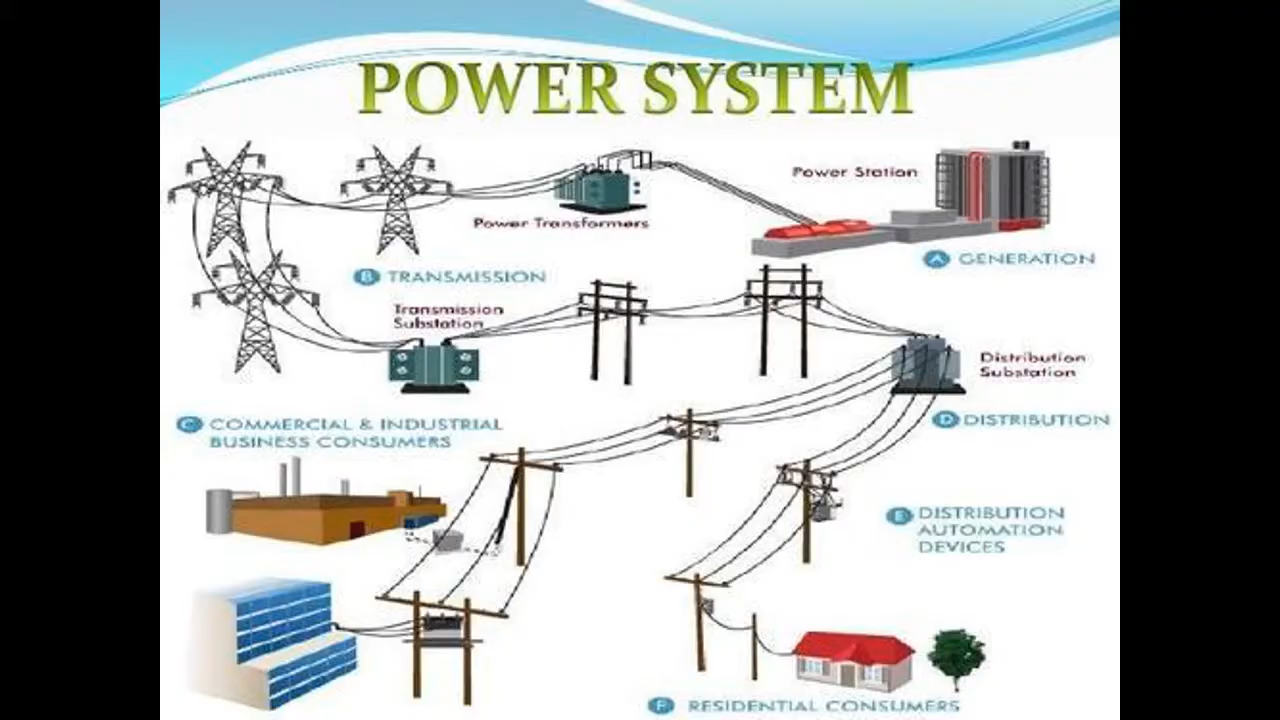 POWER SYSTEM
Power Station
Power Transformers
A GENERATION
B TRANSMISSION
Transmission
Substation
Distribution
Substation
C COMMERCIAL & INDUSTRIAL
BUSINESS CONSUMERS
D DISTRIBUTION
E DISTRIBUTION
AUTOMATION
DEVICES
F RESIDENTIAL CONSUMERS